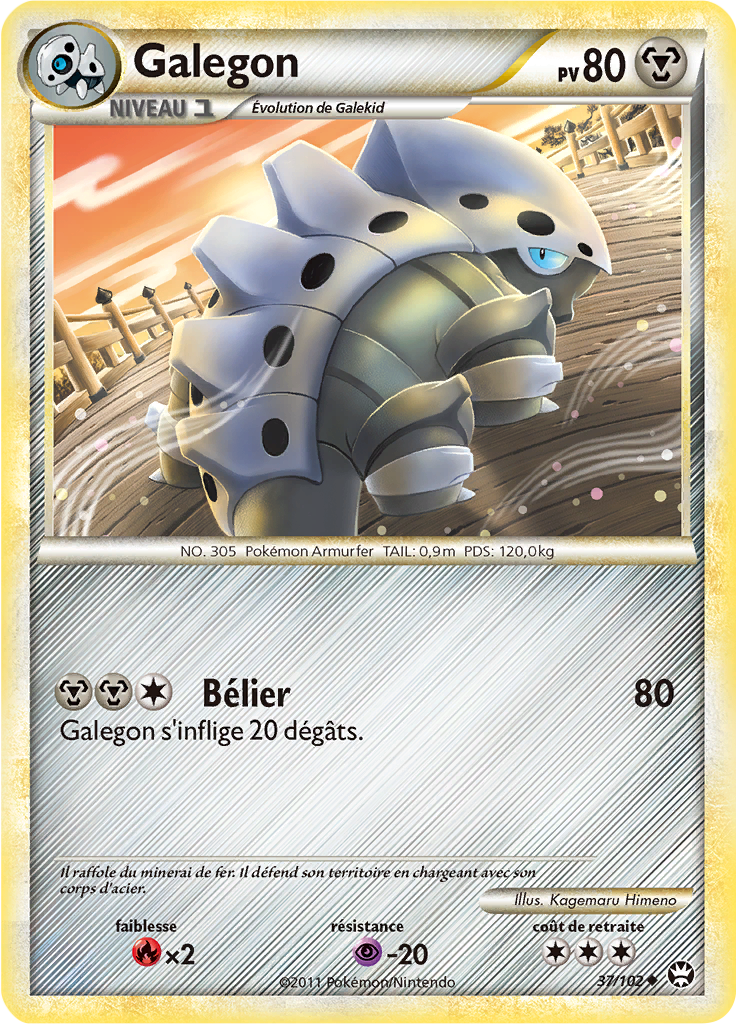 Galegon
PV 80
NIVEAU 1
Évolution de Galekid
NO. 305 Pokémon Armurfer TAIL: 0,9m PDS: 120,0kg
Bélier 80
Galegon s'inflige 20 dégâts.
Il raffole du minerai de fer. Il défend son territoire en chargeant avec son
corps d'acier.
Illus. Kagemaru Himeno
faiblesse résistance coût de retraite
×2 -20
©2011 Pokémon/Nintendo
37/102